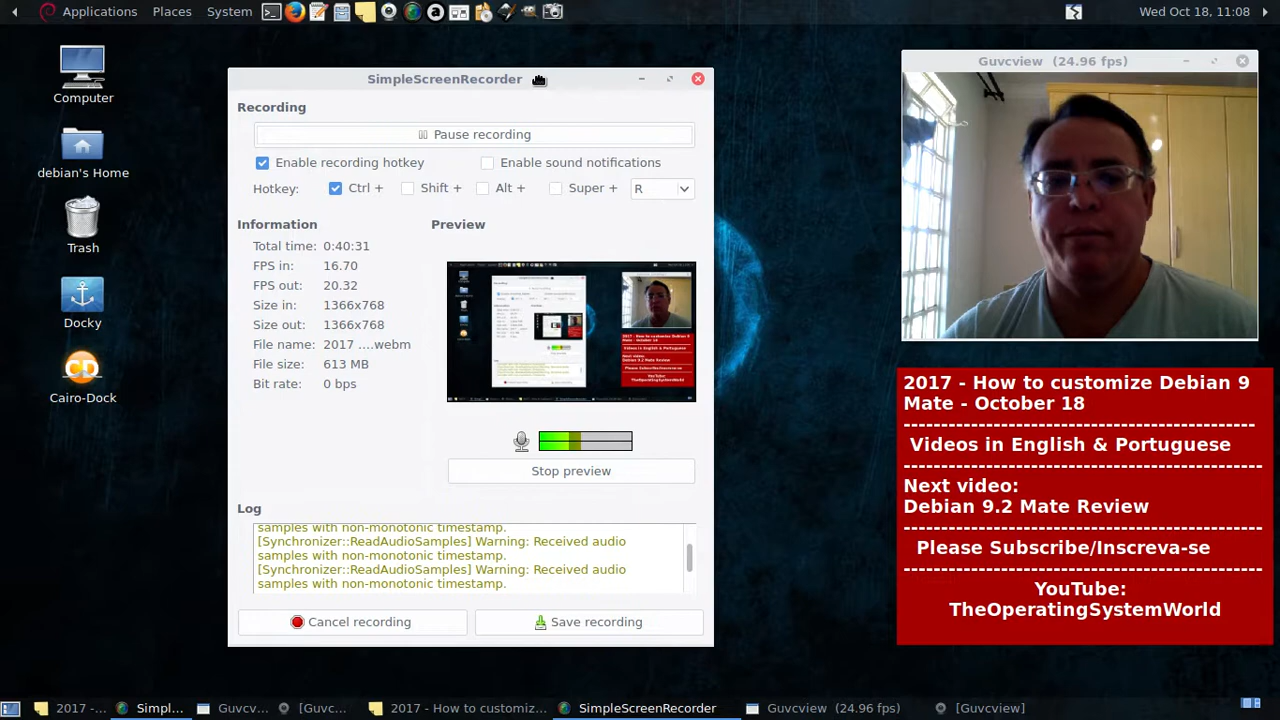 Applications Places System
Wed Oct 18, 11:08
Computer
debian's Home
Trash
Docky
Cairo-Dock
SimpleScreenRecorder
Recording
Pause recording
Enable recording hotkey
Enable sound notifications
Hotkey: Ctrl + Shift + Alt + Super + R
Information
Total time: 0:40:31
FPS in: 16.70
FPS out: 20.32
Size in: 1366x768
Size out: 1366x768
File name: 2017 ....webm
File size: 613 MB
Bit rate: 0 bps
Preview
Stop preview
Log
samples with non-monotonic timestamp.
[Synchronizer::ReadAudioSamples] Warning: Received audio
samples with non-monotonic timestamp.
[Synchronizer::ReadAudioSamples] Warning: Received audio
samples with non-monotonic timestamp.
Cancel recording
Save recording
Guvcview (24.96 fps)
2017 - How to customize Debian 9
Mate - October 18
Videos in English & Portuguese
Next video:
Debian 9.2 Mate Review
Please Subscribe/Inscreva-se
YouTube:
TheOperatingSystemWorld
2017 -... Simpl... Guvcv... [Guvc... 2017 - How to customiz... SimpleScreenRecorder Guvcview (24.96 fps) [Guvcview]